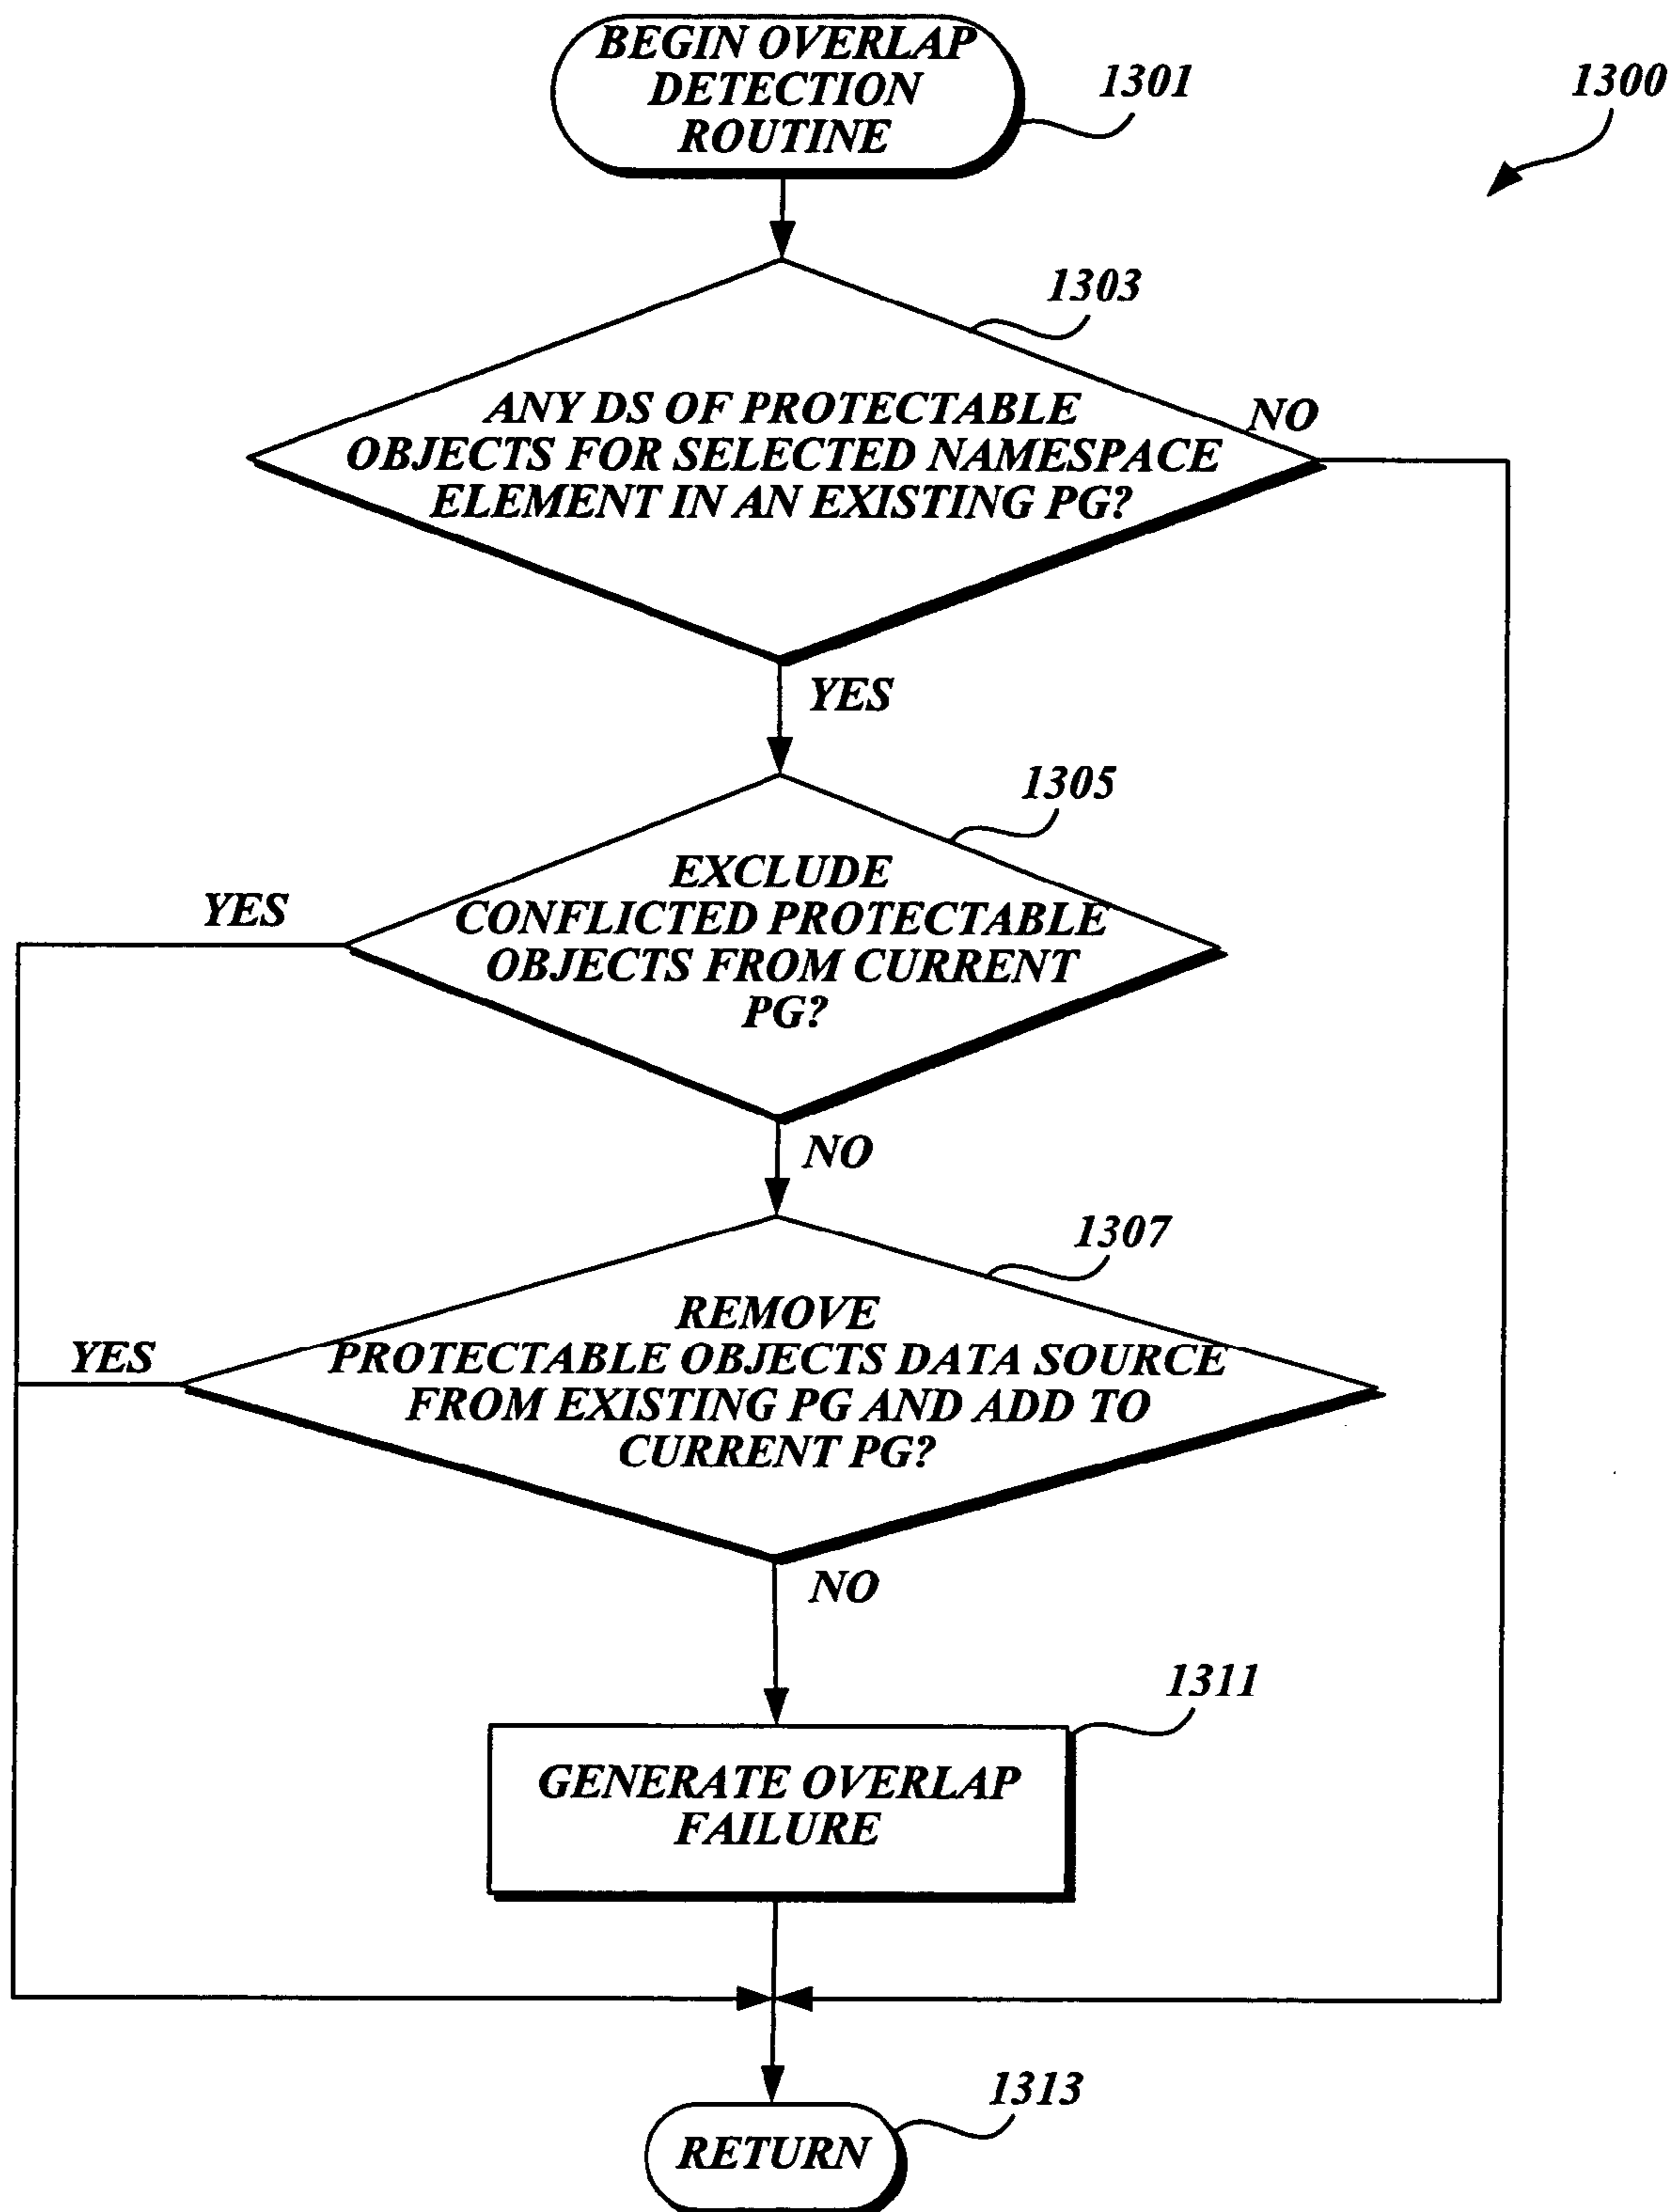 BEGIN OVERLAP
DETECTION
ROUTINE
1301
1300
1303
ANY DS OF PROTECTABLE
OBJECTS FOR SELECTED NAMESPACE
ELEMENT IN AN EXISTING PG?
NO
YES
1305
EXCLUDE
CONFLICTED PROTECTABLE
OBJECTS FROM CURRENT
PG?
YES
NO
1307
REMOVE
PROTECTABLE OBJECTS DATA SOURCE
FROM EXISTING PG AND ADD TO
CURRENT PG?
YES
NO
1311
GENERATE OVERLAP
FAILURE
1313
RETURN